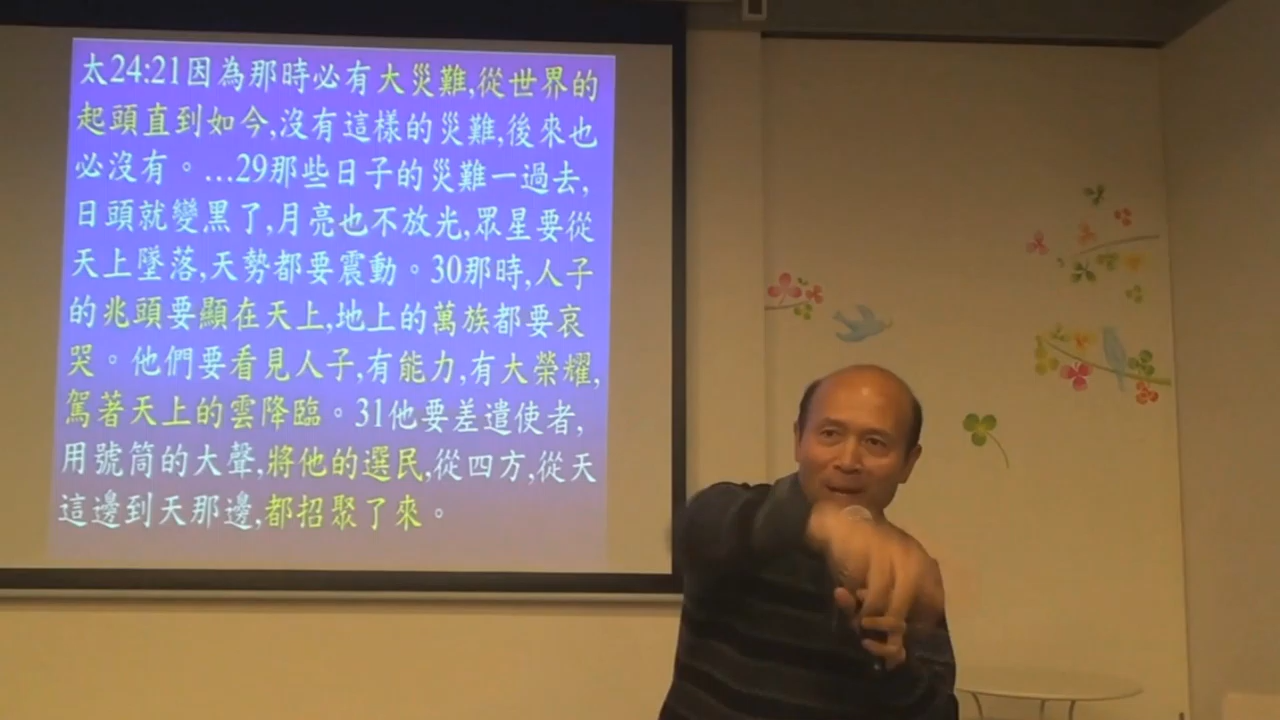 太24:21因為那時必有大災難,從世界的
起頭直到如今,沒有這樣的災難,後來也
必沒有。…29那些日子的災難一過去,
日頭就變黑了,月亮也不放光,眾星要從
天上墜落,天勢都要震動。30那時,人子
的兆頭要顯在天上,地上的萬族都要哀
哭。他們要看見人子,有能力,有大榮耀,
駕著天上的雲降臨。31他要差遣使者,
用號筒的大聲,將他的選民,從四方,從天
這邊到天那邊,都招聚了來。